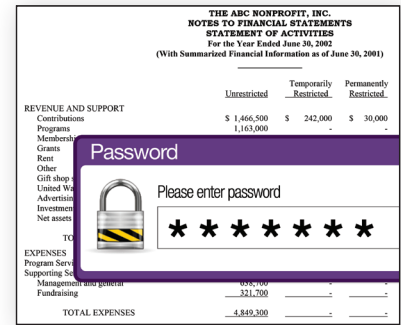 THE ABC NONPROFIT, INC.
NOTES TO FINANCIAL STATEMENTS
STATEMENT OF ACTIVITIES
For the Year Ended June 30, 2002
(With Summarized Financial Information as of June 30, 2001)
Temporarily Permanently
Unrestricted Restricted Restricted
REVENUE AND SUPPORT
Contributions $ 1,466,500 $ 242,000 $ 30,000
Programs 1,163,000 - -
Membershi
Grants
Rent
Other
Gift shop s
United Wa
Advertisin
Investmen
Net assets
TO
Password
Please enter password
* * * * * * *
EXPENSES
Program Servi
Supporting Se
Management and general 638,700 - -
Fundraising 321,700 - -
TOTAL EXPENSES 4,849,300 - -